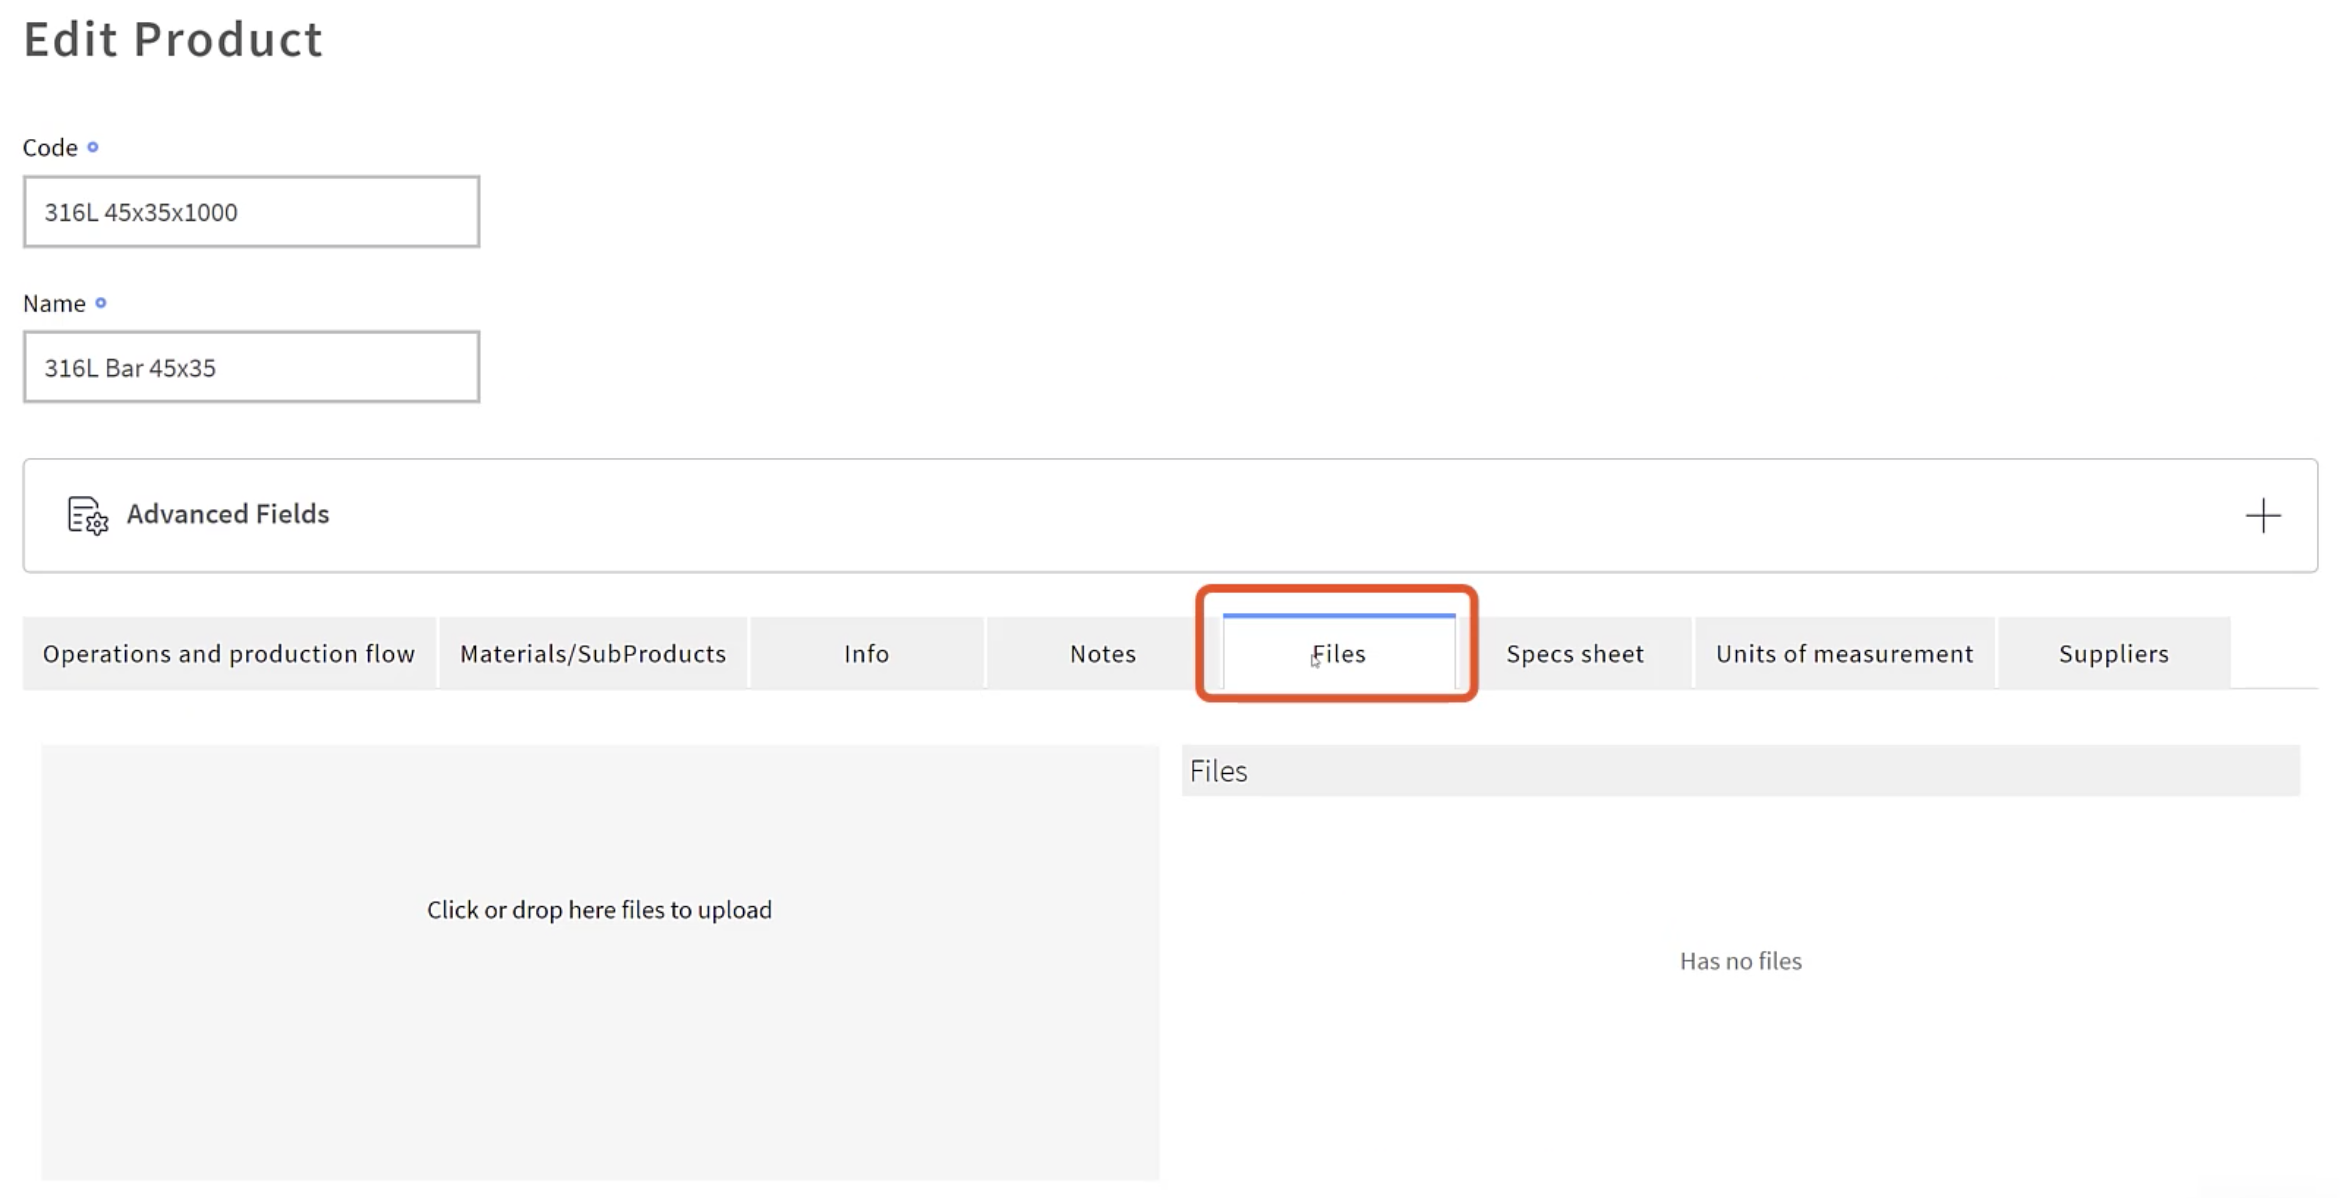 Edit Product
Code
316L 45x35x1000
Name
316L Bar 45x35
Advanced Fields
Operations and production flow
Materials/SubProducts
Info
Notes
Files
Specs sheet
Units of measurement
Suppliers
Files
Click or drop here files to upload
Has no files